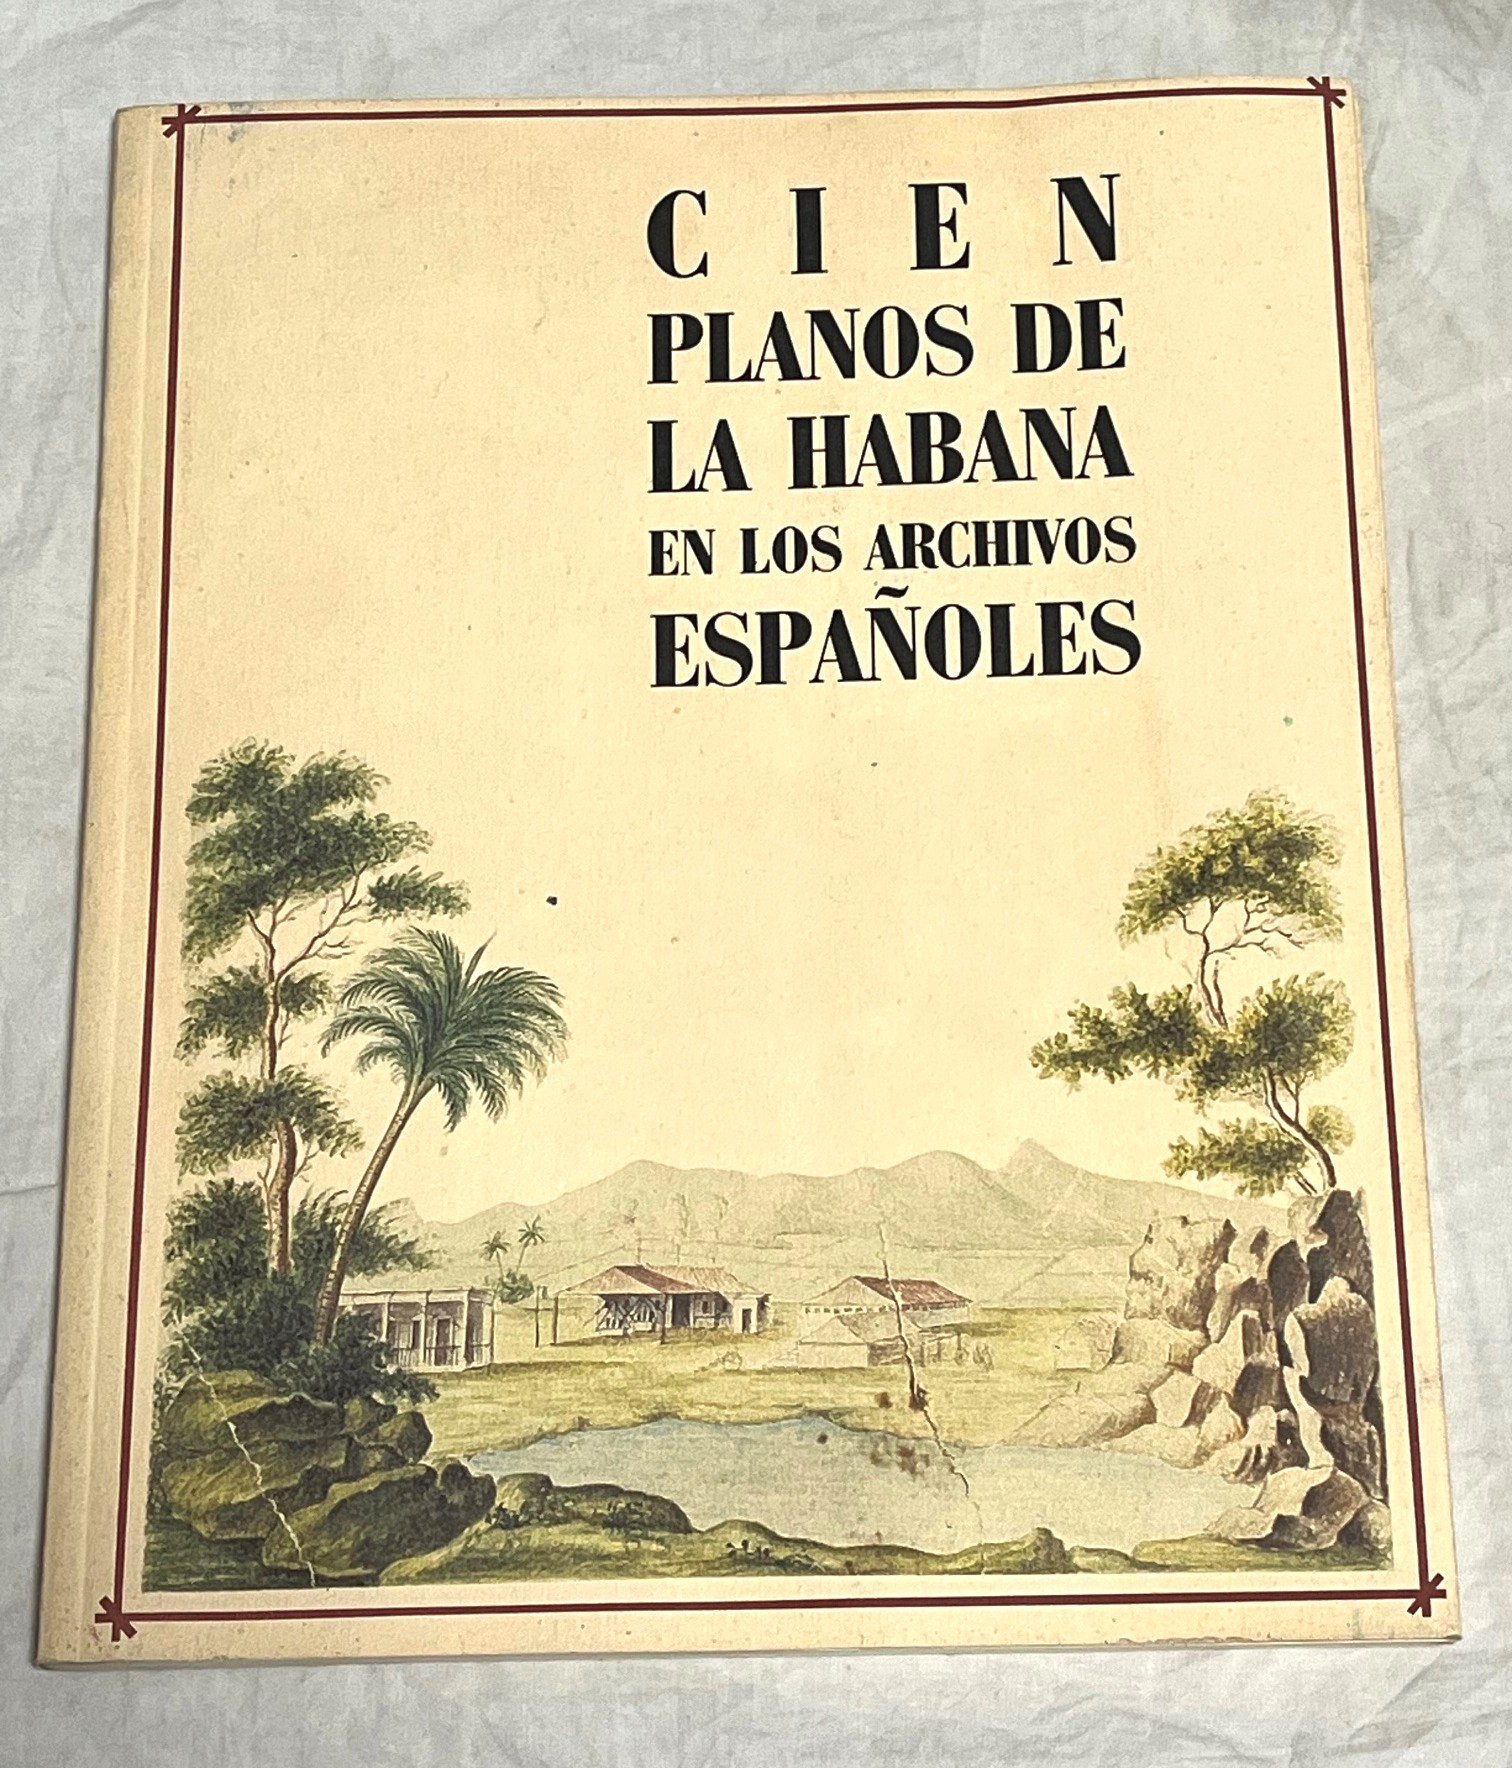 CIEN
PLANOS DE
LA HABANA
EN LOS ARCHIVOS
ESPAÑOLES